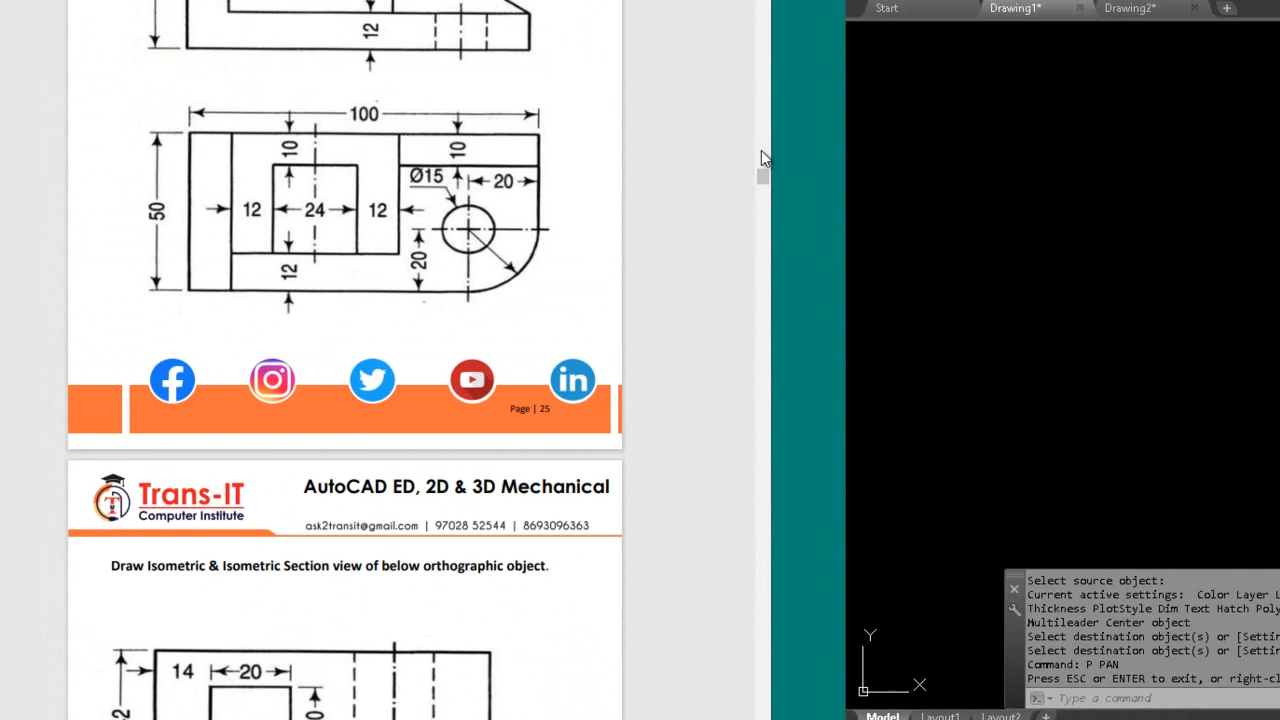 Start
Drawing1*
Drawing2*
12
100
10
10
Ø15
20
50
12
24
12
20
12
Page | 25
Trans-IT
Computer Institute
AutoCAD ED, 2D & 3D Mechanical
ask2transit@gmail.com | 97028 52544 | 8693096363
Draw Isometric & Isometric Section view of below orthographic object.
14
20
Select source object:
Current active settings: Color Layer L
Thickness PlotStyle Dim Text Hatch Poly
Multileader Center object
Select destination object(s) or [Settin
Select destination object(s) or [Settin
Command: P PAN
Press ESC or ENTER to exit, or right-cl
Type a command
Y
X
Model
Layout1
Layout2